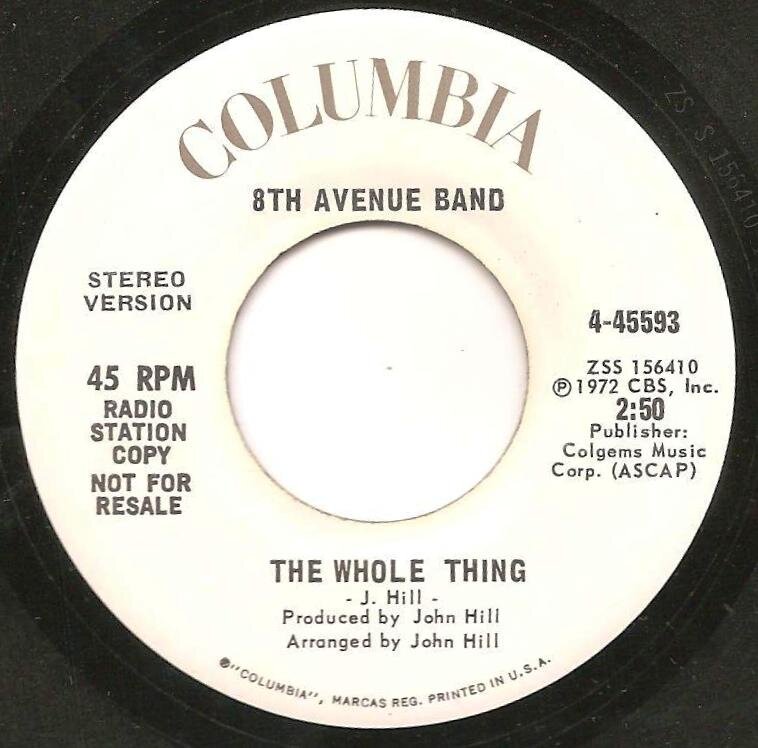 COLUMBIA
8TH AVENUE BAND
STEREO
VERSION
45 RPM
RADIO
STATION
COPY
NOT FOR
RESALE
4-45593
ZSS 156410
Ⓟ1972 CBS, Inc.
2:50
Publisher:
Colgems Music
Corp. (ASCAP)
THE WHOLE THING
- J. Hill -
Produced by John Hill
Arranged by John Hill
®"COLUMBIA", MARCAS REG. PRINTED IN U.S.A.
ZS S 156410